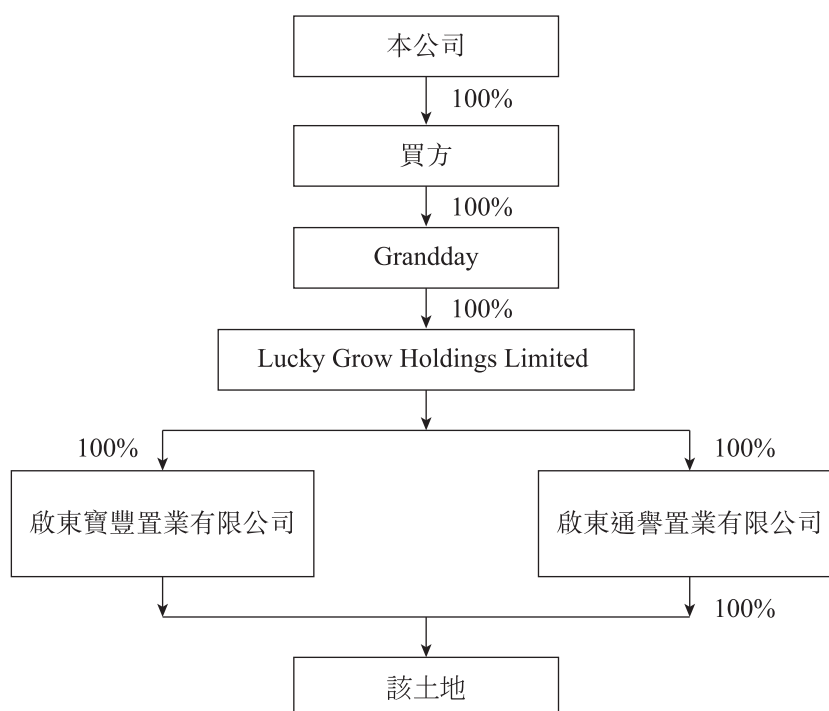 本公司
100%
買方
100%
Grandday
100%
Lucky Grow Holdings Limited
100%
100%
啟東寶豐置業有限公司
啟東通譽置業有限公司
100%
該土地